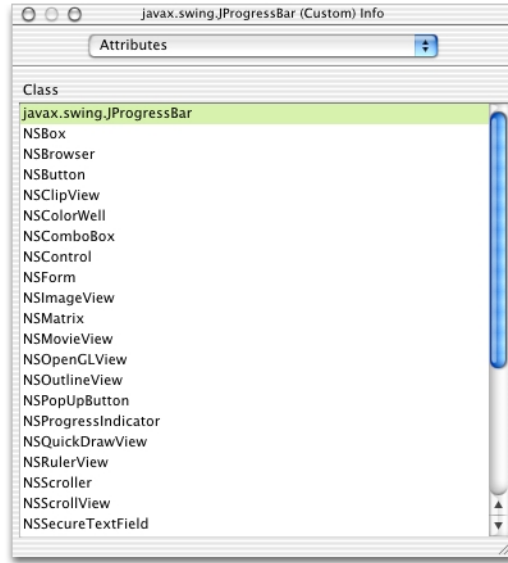 javax.swing.JProgressBar (Custom) Info
Attributes
Class
javax.swing.JProgressBar
NSBox
NSBrowser
NSButton
NSClipView
NSColorWell
NSComboBox
NSControl
NSForm
NSImageView
NSMatrix
NSMovieView
NSOpenGLView
NSOutlineView
NSPopUpButton
NSProgressIndicator
NSQuickDrawView
NSRulerView
NSScroller
NSScrollView
NSSecureTextField